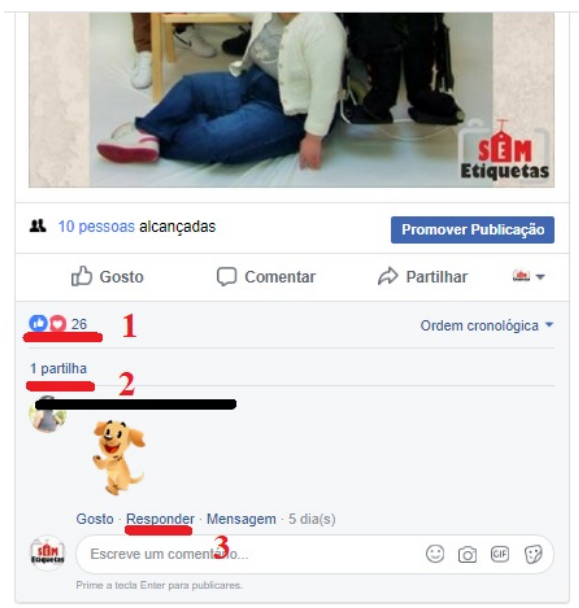 SEM
Etiquetas
10 pessoas alcançadas
Promover Publicação
Gosto Comentar Partilhar
26 1 Ordem cronológica
1 partilha
2
Gosto · Responder · Mensagem · 5 dia(s)
3
SEM
Etiquetas
Escreve um comentário...
GIF
Prime a tecla Enter para publicares.